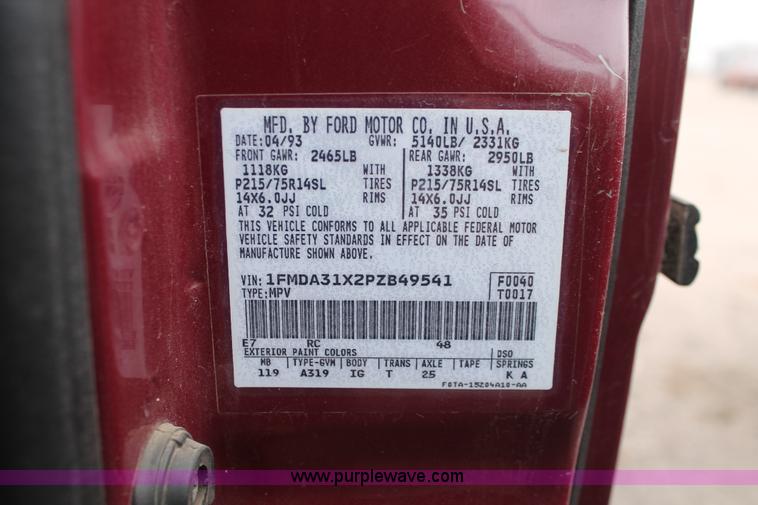 MFD. BY FORD MOTOR CO. IN U.S.A.
DATE: 04/93 GVWR: 5140LB/ 2331KG
FRONT GAWR: 2465LB REAR GAWR: 2950LB
1118KG WITH 1338KG WITH
P215/75R14SL TIRES P215/75R14SL TIRES
14X6.0JJ RIMS 14X6.0JJ RIMS
AT 32 PSI COLD AT 35 PSI COLD
THIS VEHICLE CONFORMS TO ALL APPLICABLE FEDERAL MOTOR
VEHICLE SAFETY STANDARDS IN EFFECT ON THE DATE OF
MANUFACTURE SHOWN ABOVE.
VIN: 1FMDA31X2PZB49541 F0040
TYPE: MPV T0017
E7 RC 48
EXTERIOR PAINT COLORS DSO
WB TYPE-GVW BODY TRANS AXLE TAPE SPRINGS
119 A319 IG T 25 K A
F0TA-15204A10-AA
www.purplewave.com